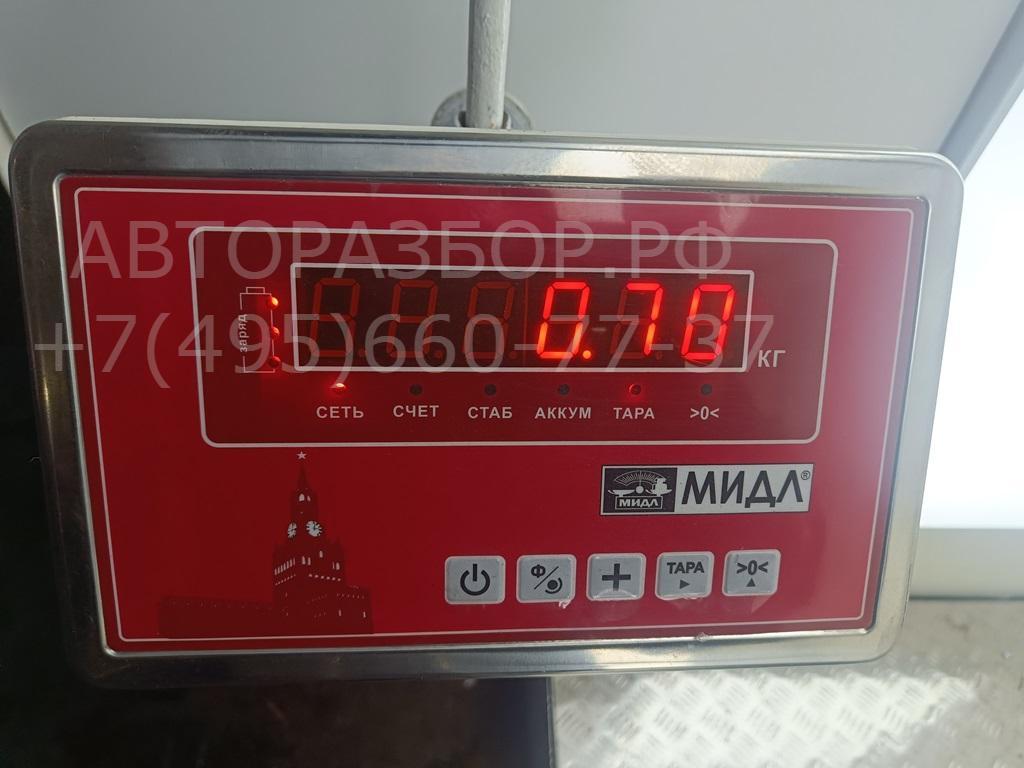 АВТОРАЗБОР.РФ
+7(495)660-77-37
заряд
0.70
КГ
СЕТЬ СЧЕТ СТАБ АККУМ ТАРА >0<
МИДЛ МИДЛ®
Ф ТАРА >0<